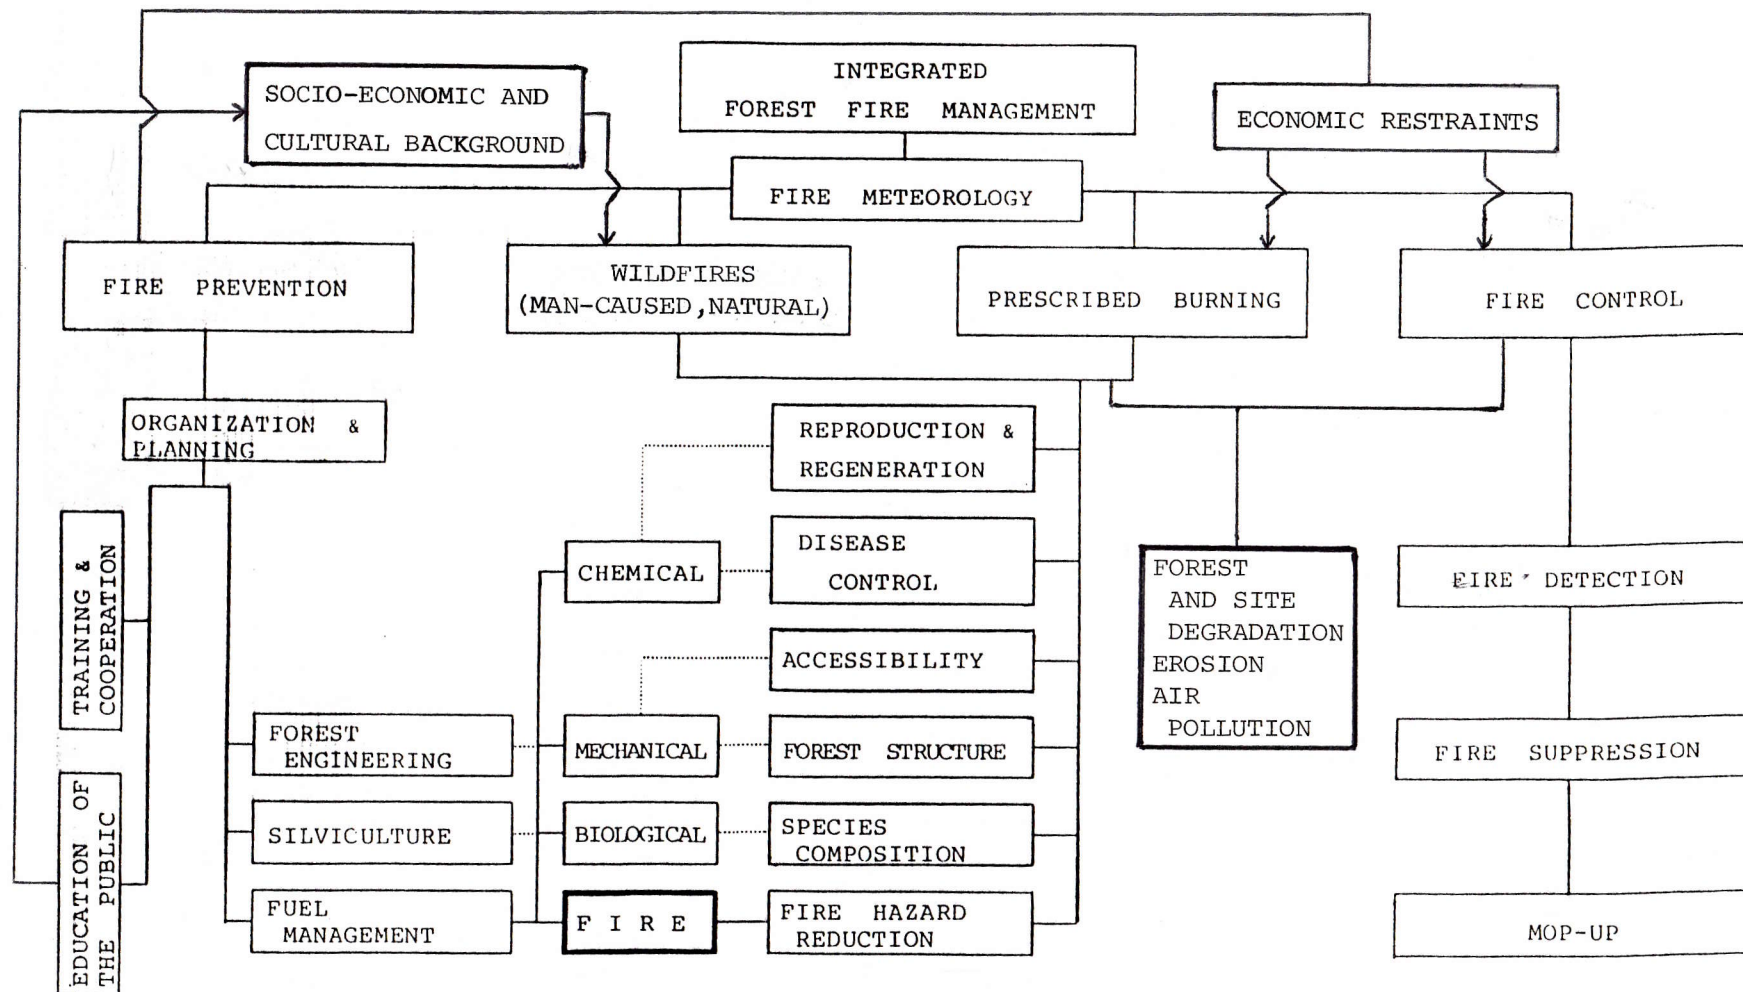 INTEGRATED
FOREST FIRE MANAGEMENT
SOCIO-ECONOMIC AND
CULTURAL BACKGROUND
ECONOMIC RESTRAINTS
FIRE METEOROLOGY
FIRE PREVENTION
WILDFIRES
(MAN-CAUSED, NATURAL)
PRESCRIBED BURNING
FIRE CONTROL
ORGANIZATION &
PLANNING
REPRODUCTION &
REGENERATION
TRAINING &
COOPERATION
CHEMICAL
DISEASE
CONTROL
FOREST
AND SITE
DEGRADATION
EROSION
AIR
POLLUTION
FIRE DETECTION
ACCESSIBILITY
FOREST
ENGINEERING
MECHANICAL
FOREST STRUCTURE
FIRE SUPPRESSION
EDUCATION OF
THE PUBLIC
SILVICULTURE
BIOLOGICAL
SPECIES
COMPOSITION
FUEL
MANAGEMENT
F I R E
FIRE HAZARD
REDUCTION
MOP-UP